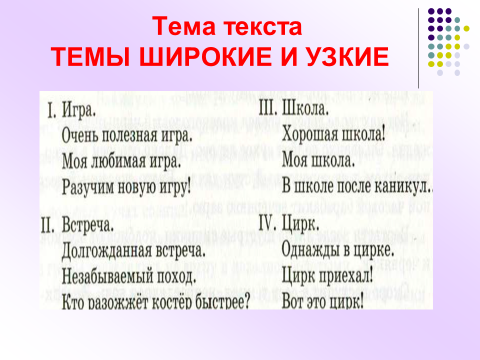 Тема текста
ТЕМЫ ШИРОКИЕ И УЗКИЕ
I. Игра.
Очень полезная игра.
Моя любимая игра.
Разучим новую игру!
II. Встреча.
Долгожданная встреча.
Незабываемый поход.
Кто разожжёт костёр быстрее?
III. Школа.
Хорошая школа!
Моя школа.
В школе после каникул..
IV. Цирк.
Однажды в цирке.
Цирк приехал!
Вот это цирк!